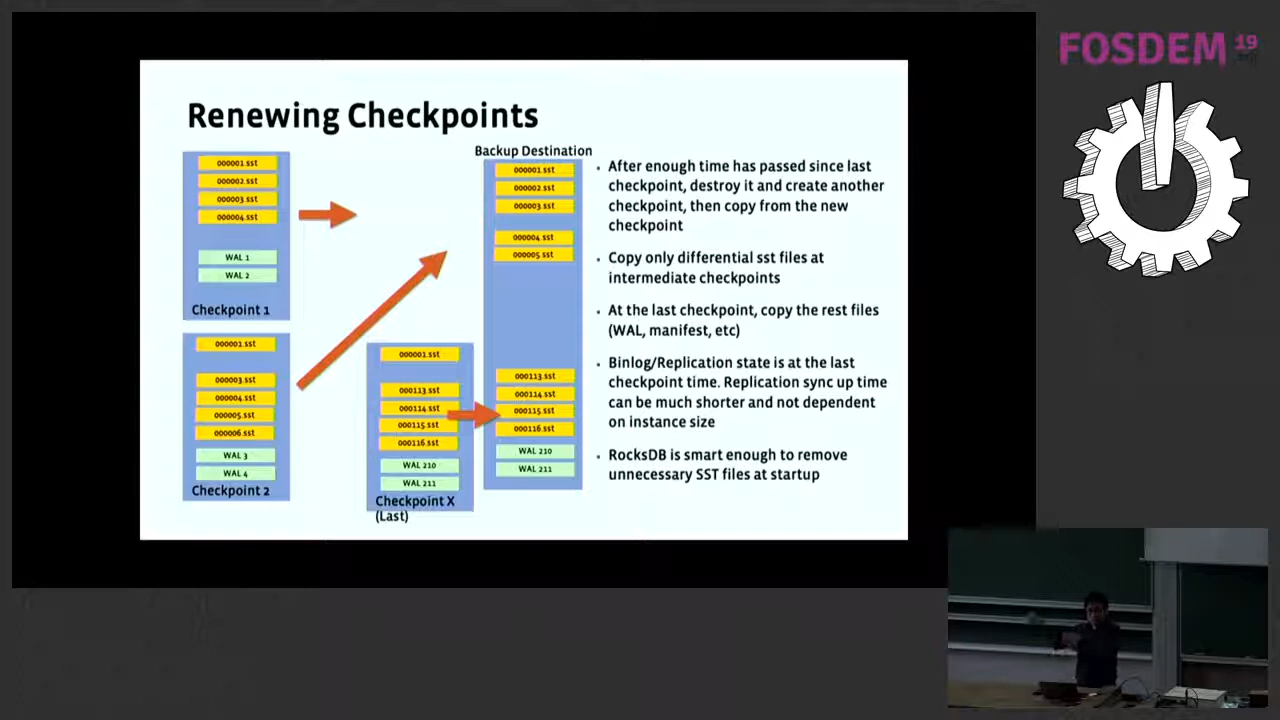 FOSDEM 19
Renewing Checkpoints
000001.sst
000002.sst
000003.sst
000004.sst
WAL 1
WAL 2
Checkpoint 1
000001.sst
000003.sst
000004.sst
000005.sst
000006.sst
WAL 3
WAL 4
Checkpoint 2
000001.sst
000113.sst
000114.sst
000115.sst
000116.sst
WAL 210
WAL 211
Checkpoint X
(Last)
Backup Destination
000001.sst
000002.sst
000003.sst
000004.sst
000005.sst
000113.sst
000114.sst
000115.sst
000116.sst
WAL 210
WAL 211
• After enough time has passed since last
checkpoint, destroy it and create another
checkpoint, then copy from the new
checkpoint
• Copy only differential sst files at
intermediate checkpoints
• At the last checkpoint, copy the rest files
(WAL, manifest, etc)
• Binlog/Replication state is at the last
checkpoint time. Replication sync up time
can be much shorter and not dependent
on instance size
• RocksDB is smart enough to remove
unnecessary SST files at startup